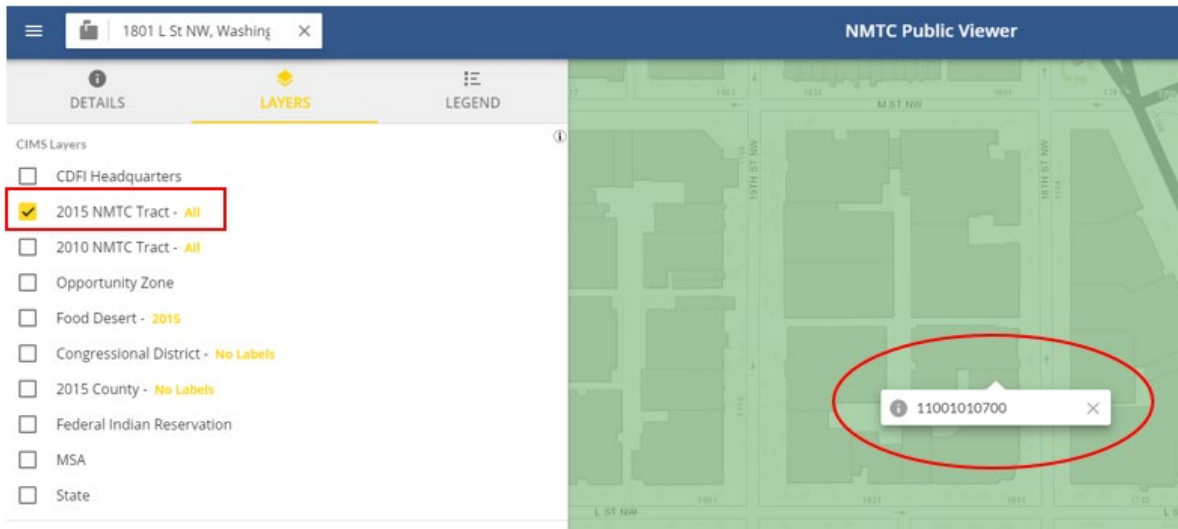 1801 L St NW, Washing
NMTC Public Viewer
DETAILS
LAYERS
LEGEND
CIMS Layers
CDFI Headquarters
2015 NMTC Tract - All
2010 NMTC Tract - All
Opportunity Zone
Food Desert - 2015
Congressional District - No Labels
2015 County - No Labels
Federal Indian Reservation
MSA
State
M ST NW
19TH ST NW
18TH ST NW
11001010700
L ST NW